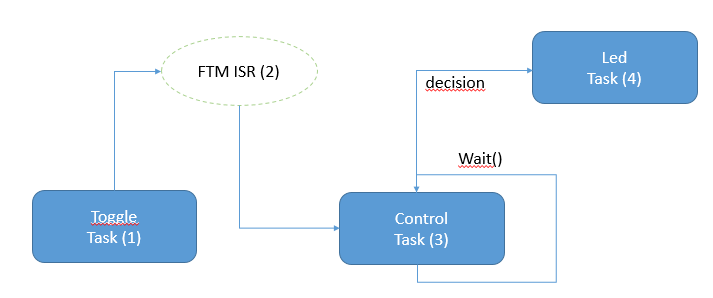 FTM ISR (2)
Led
Task (4)
decision
Wait()
Toggle
Task (1)
Control
Task (3)